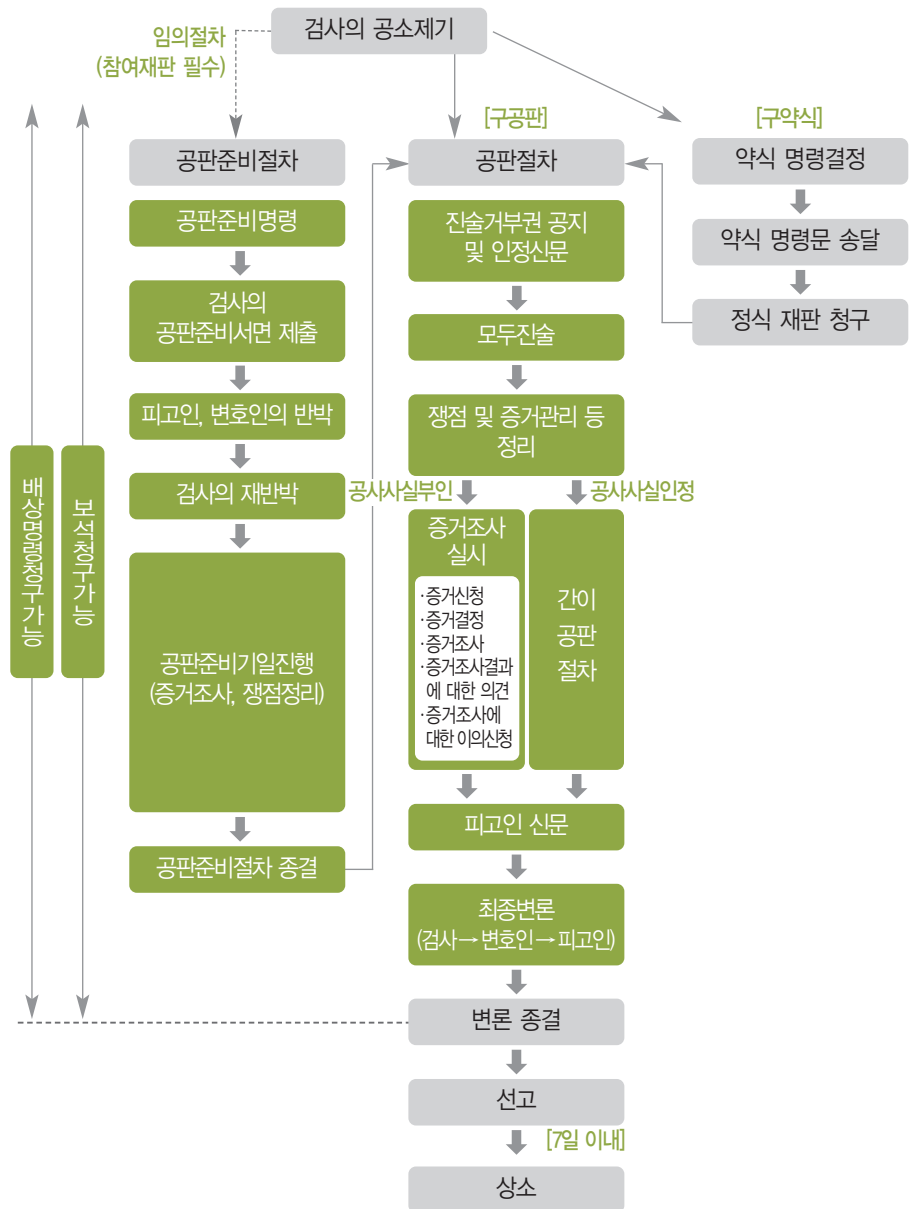 검사의 공소제기
임의절차
(참여재판 필수)
[구공판]
[구약식]
공판준비절차
공판준비명령
검사의
공판준비서면 제출
피고인, 변호인의 반박
검사의 재반박
공판준비기일진행
(증거조사, 쟁점정리)
공판준비절차 종결
공판절차
진술거부권 공지
및 인정신문
모두진술
쟁점 및 증거관리 등
정리
공사사실부인
공사사실인정
증거조사
실시
·증거신청
·증거결정
·증거조사
·증거조사결과
에 대한 의견
·증거조사에
대한 이의신청
간이
공판
절차
피고인 신문
최종변론
(검사→변호인→피고인)
변론 종결
선고
[7일 이내]
상소
약식 명령결정
약식 명령문 송달
정식 재판 청구
배상명령청구가능
보석청구가능